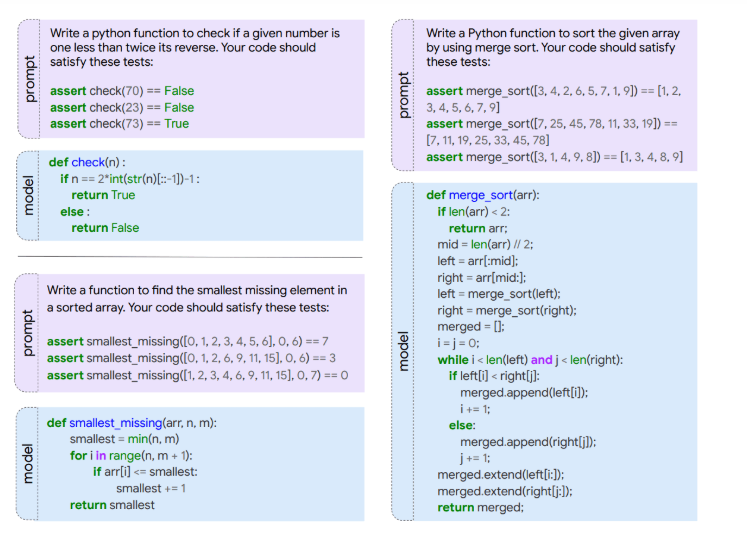 prompt
Write a python function to check if a given number is
one less than twice its reverse. Your code should
satisfy these tests:
assert check(70) == False
assert check(23) == False
assert check(73) == True
model
def check(n) :
if n == 2*int(str(n)[::-1])-1 :
return True
else :
return False
prompt
Write a function to find the smallest missing element in
a sorted array. Your code should satisfy these tests:
assert smallest_missing([0, 1, 2, 3, 4, 5, 6], 0, 6) == 7
assert smallest_missing([0, 1, 2, 6, 9, 11, 15], 0, 6) == 3
assert smallest_missing([1, 2, 3, 4, 6, 9, 11, 15], 0, 7) == 0
model
def smallest_missing(arr, n, m):
smallest = min(n, m)
for i in range(n, m + 1):
if arr[i] <= smallest:
smallest += 1
return smallest
prompt
Write a Python function to sort the given array
by using merge sort. Your code should satisfy
these tests:
assert merge_sort([3, 4, 2, 6, 5, 7, 1, 9]) == [1, 2,
3, 4, 5, 6, 7, 9]
assert merge_sort([7, 25, 45, 78, 11, 33, 19]) ==
[7, 11, 19, 25, 33, 45, 78]
assert merge_sort([3, 1, 4, 9, 8]) == [1, 3, 4, 8, 9]
model
def merge_sort(arr):
if len(arr) < 2:
return arr;
mid = len(arr) // 2;
left = arr[:mid];
right = arr[mid:];
left = merge_sort(left);
right = merge_sort(right);
merged = [];
i = j = 0;
while i < len(left) and j < len(right):
if left[i] < right[j]:
merged.append(left[i]);
i += 1;
else:
merged.append(right[j]);
j += 1;
merged.extend(left[i:]);
merged.extend(right[j:]);
return merged;